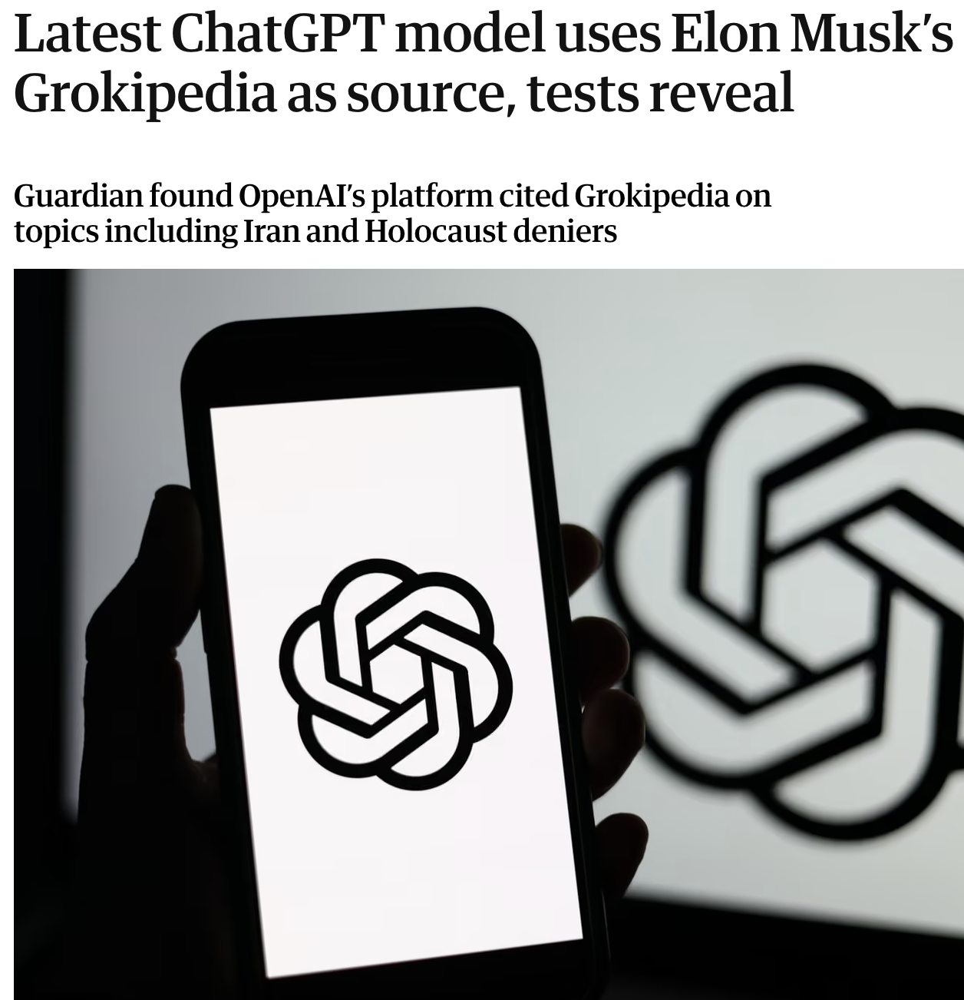 Latest ChatGPT model uses Elon Musk’s
Grokipedia as source, tests reveal
Guardian found OpenAI’s platform cited Grokipedia on
topics including Iran and Holocaust deniers